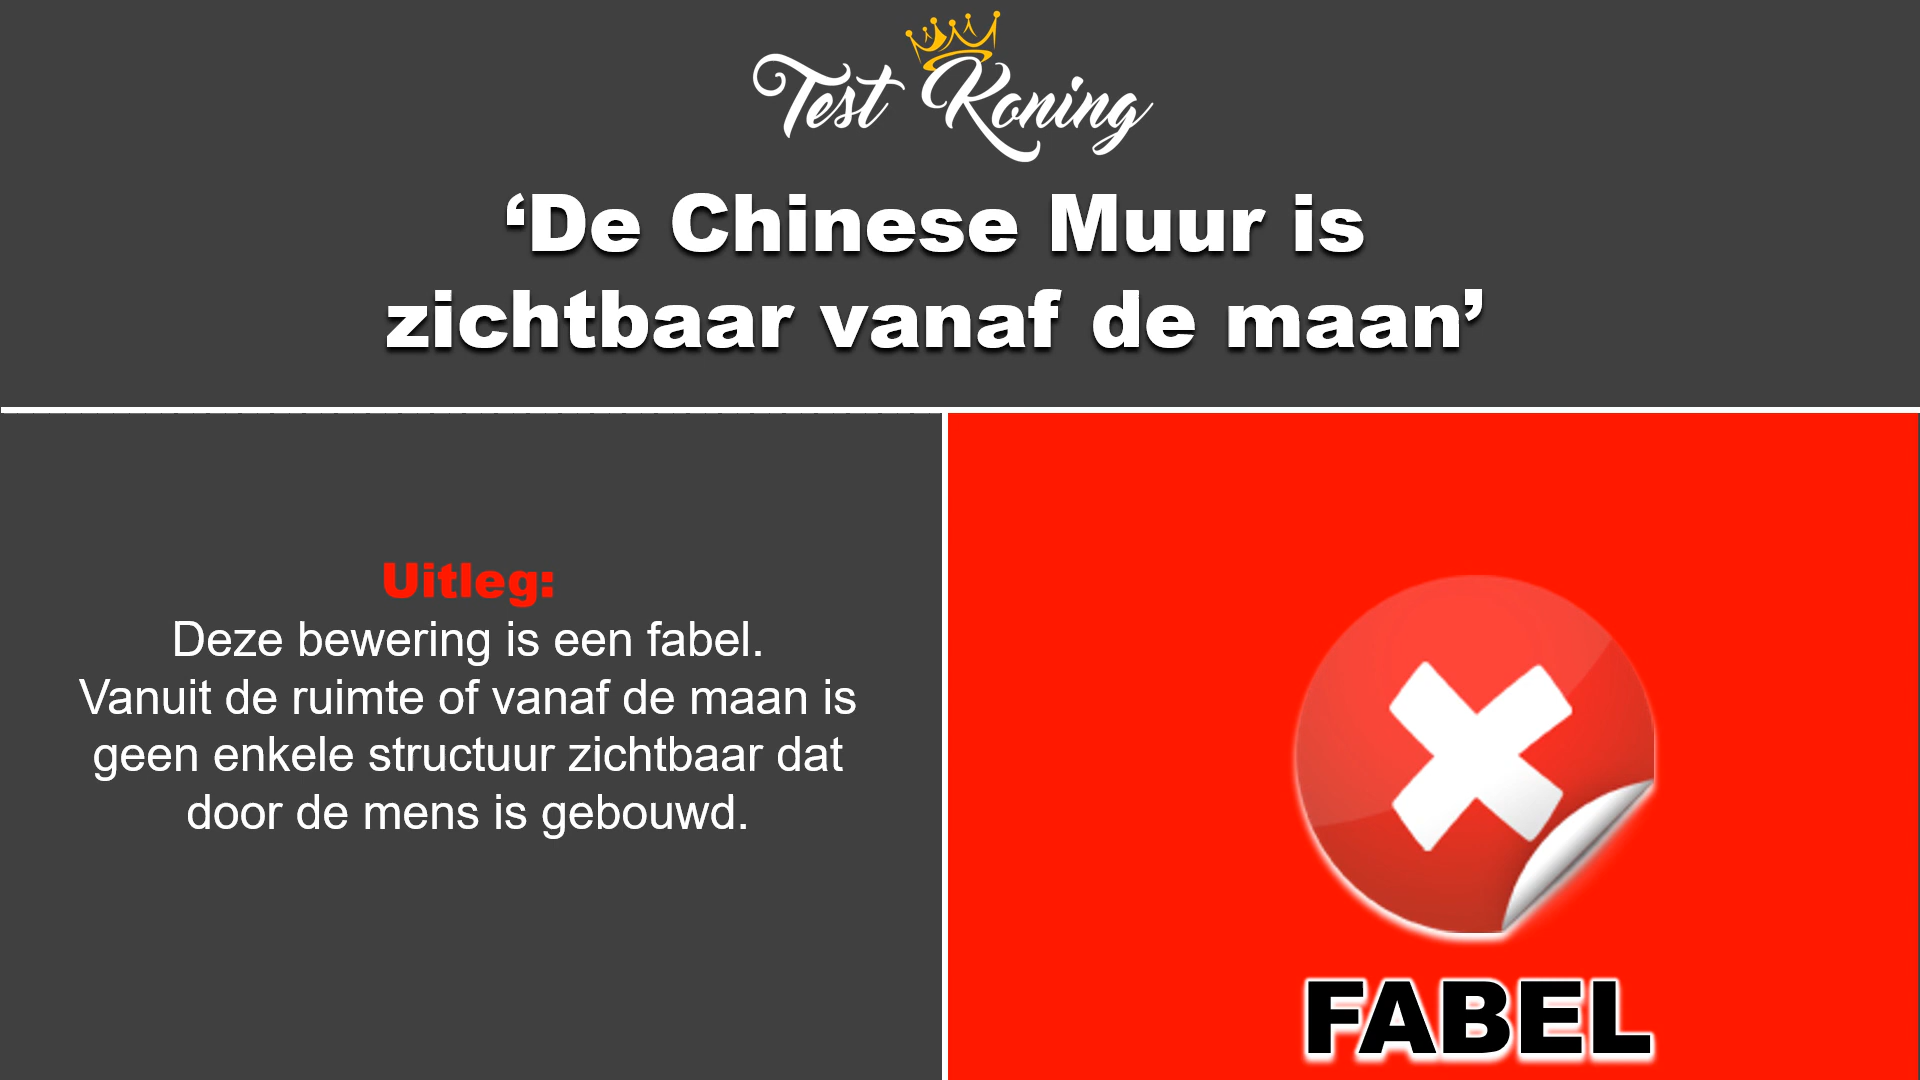 Test Koning
‘De Chinese Muur is
zichtbaar vanaf de maan’
Uitleg:
Deze bewering is een fabel.
Vanuit de ruimte of vanaf de maan is
geen enkele structuur zichtbaar dat
door de mens is gebouwd.
FABEL